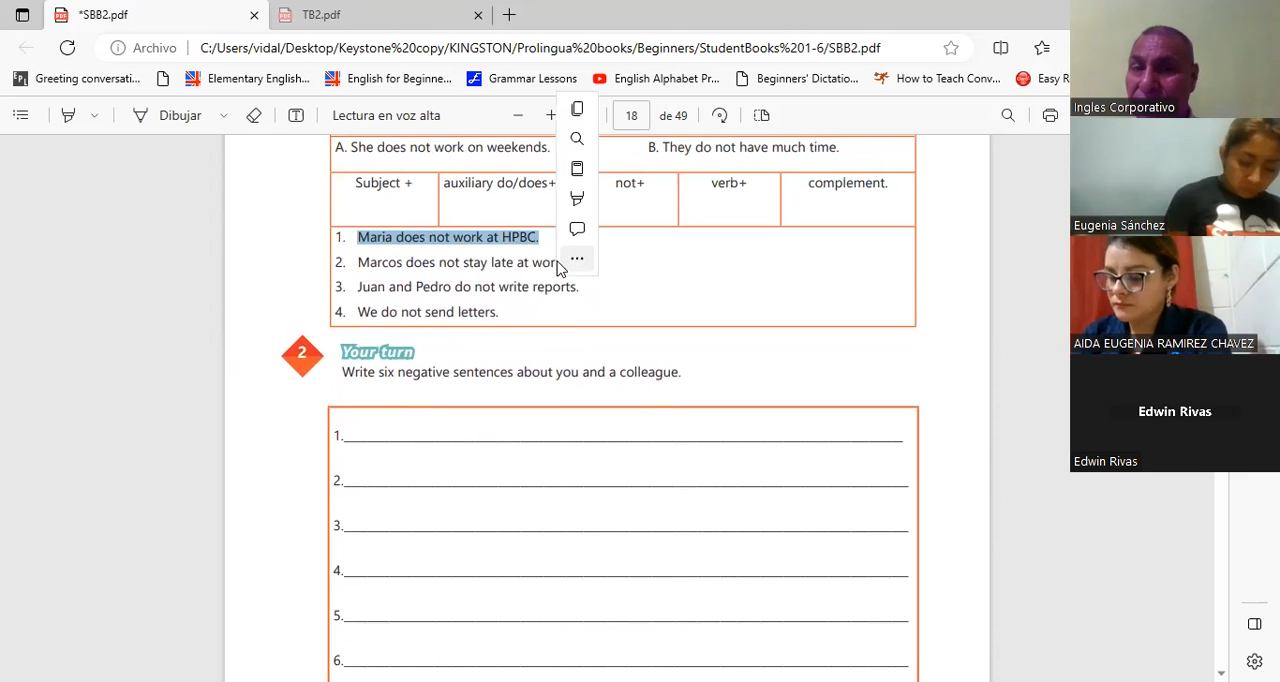 *SBB2.pdf
TB2.pdf
Archivo
C:/Users/vidal/Desktop/Keystone%20copy/KINGSTON/Prolingua%20books/Beginners/StudentBooks%201-6/SBB2.pdf
Greeting conversati...
Elementary English...
English for Beginne...
Grammar Lessons
English Alphabet Pr...
Beginners' Dictatio...
How to Teach Conv...
Easy R
Dibujar
Lectura en voz alta
18
de 49
A. She does not work on weekends.
B. They do not have much time.
Subject +
auxiliary do/does+
not+
verb+
complement.
1. Maria does not work at HPBC.
2. Marcos does not stay late at wor
3. Juan and Pedro do not write reports.
4. We do not send letters.
2
Your turn
Write six negative sentences about you and a colleague.
1.
2.
3.
4.
5.
6.
Ingles Corporativo
Eugenia Sánchez
AIDA EUGENIA RAMIREZ CHAVEZ
Edwin Rivas
Edwin Rivas